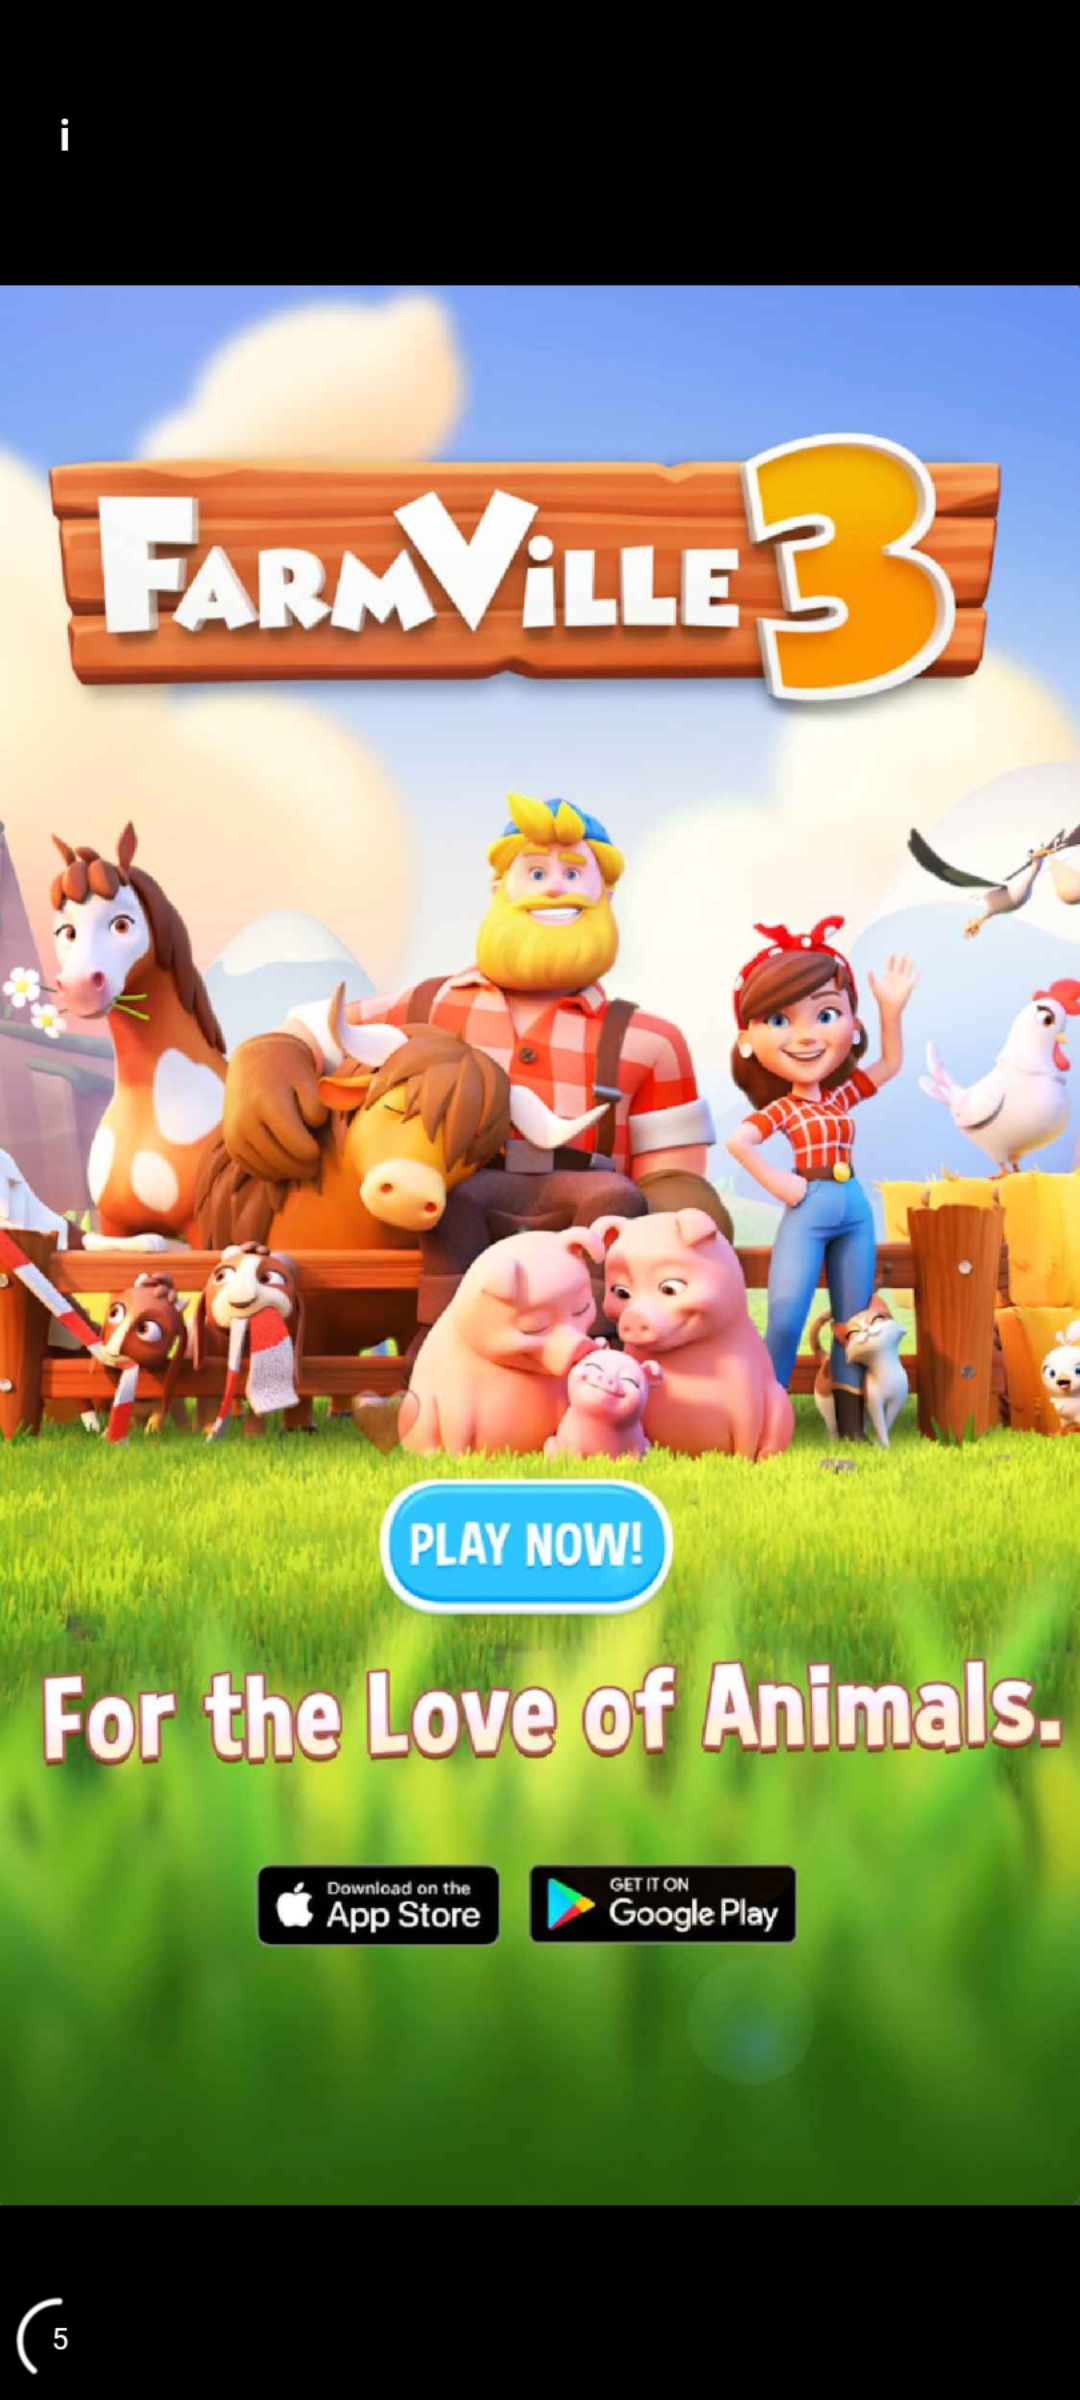 i
FARMVILLE 3
PLAY NOW!
For the Love of Animals.
Download on the
App Store
GET IT ON
Google Play
5